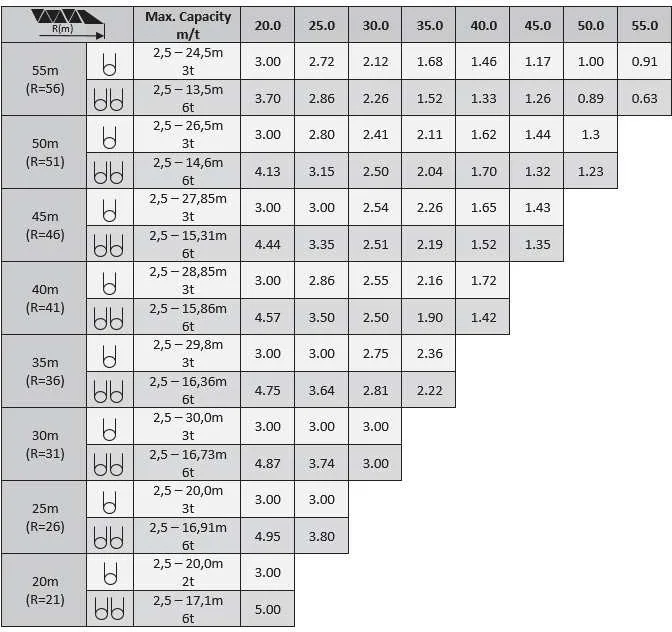 R(m) Max. Capacity m/t 20.0 25.0 30.0 35.0 40.0 45.0 50.0 55.0
55m (R=56)
2,5 – 24,5m 3t 3.00 2.72 2.12 1.68 1.46 1.17 1.00 0.91
2,5 – 13,5m 6t 3.70 2.86 2.26 1.52 1.33 1.26 0.89 0.63
50m (R=51)
2,5 – 26,5m 3t 3.00 2.80 2.41 2.11 1.62 1.44 1.3
2,5 – 14,6m 6t 4.13 3.15 2.50 2.04 1.70 1.32 1.23
45m (R=46)
2,5 – 27,85m 3t 3.00 3.00 2.54 2.26 1.65 1.43
2,5 – 15,31m 6t 4.44 3.35 2.51 2.19 1.52 1.35
40m (R=41)
2,5 – 28,85m 3t 3.00 2.86 2.55 2.16 1.72
2,5 – 15,86m 6t 4.57 3.50 2.50 1.90 1.42
35m (R=36)
2,5 – 29,8m 3t 3.00 3.00 2.75 2.36
2,5 – 16,36m 6t 4.75 3.64 2.81 2.22
30m (R=31)
2,5 – 30,0m 3t 3.00 3.00 3.00
2,5 – 16,73m 6t 4.87 3.74 3.00
25m (R=26)
2,5 – 20,0m 3t 3.00 3.00
2,5 – 16,91m 6t 4.95 3.80
20m (R=21)
2,5 – 20,0m 2t 3.00
2,5 – 17,1m 6t 5.00